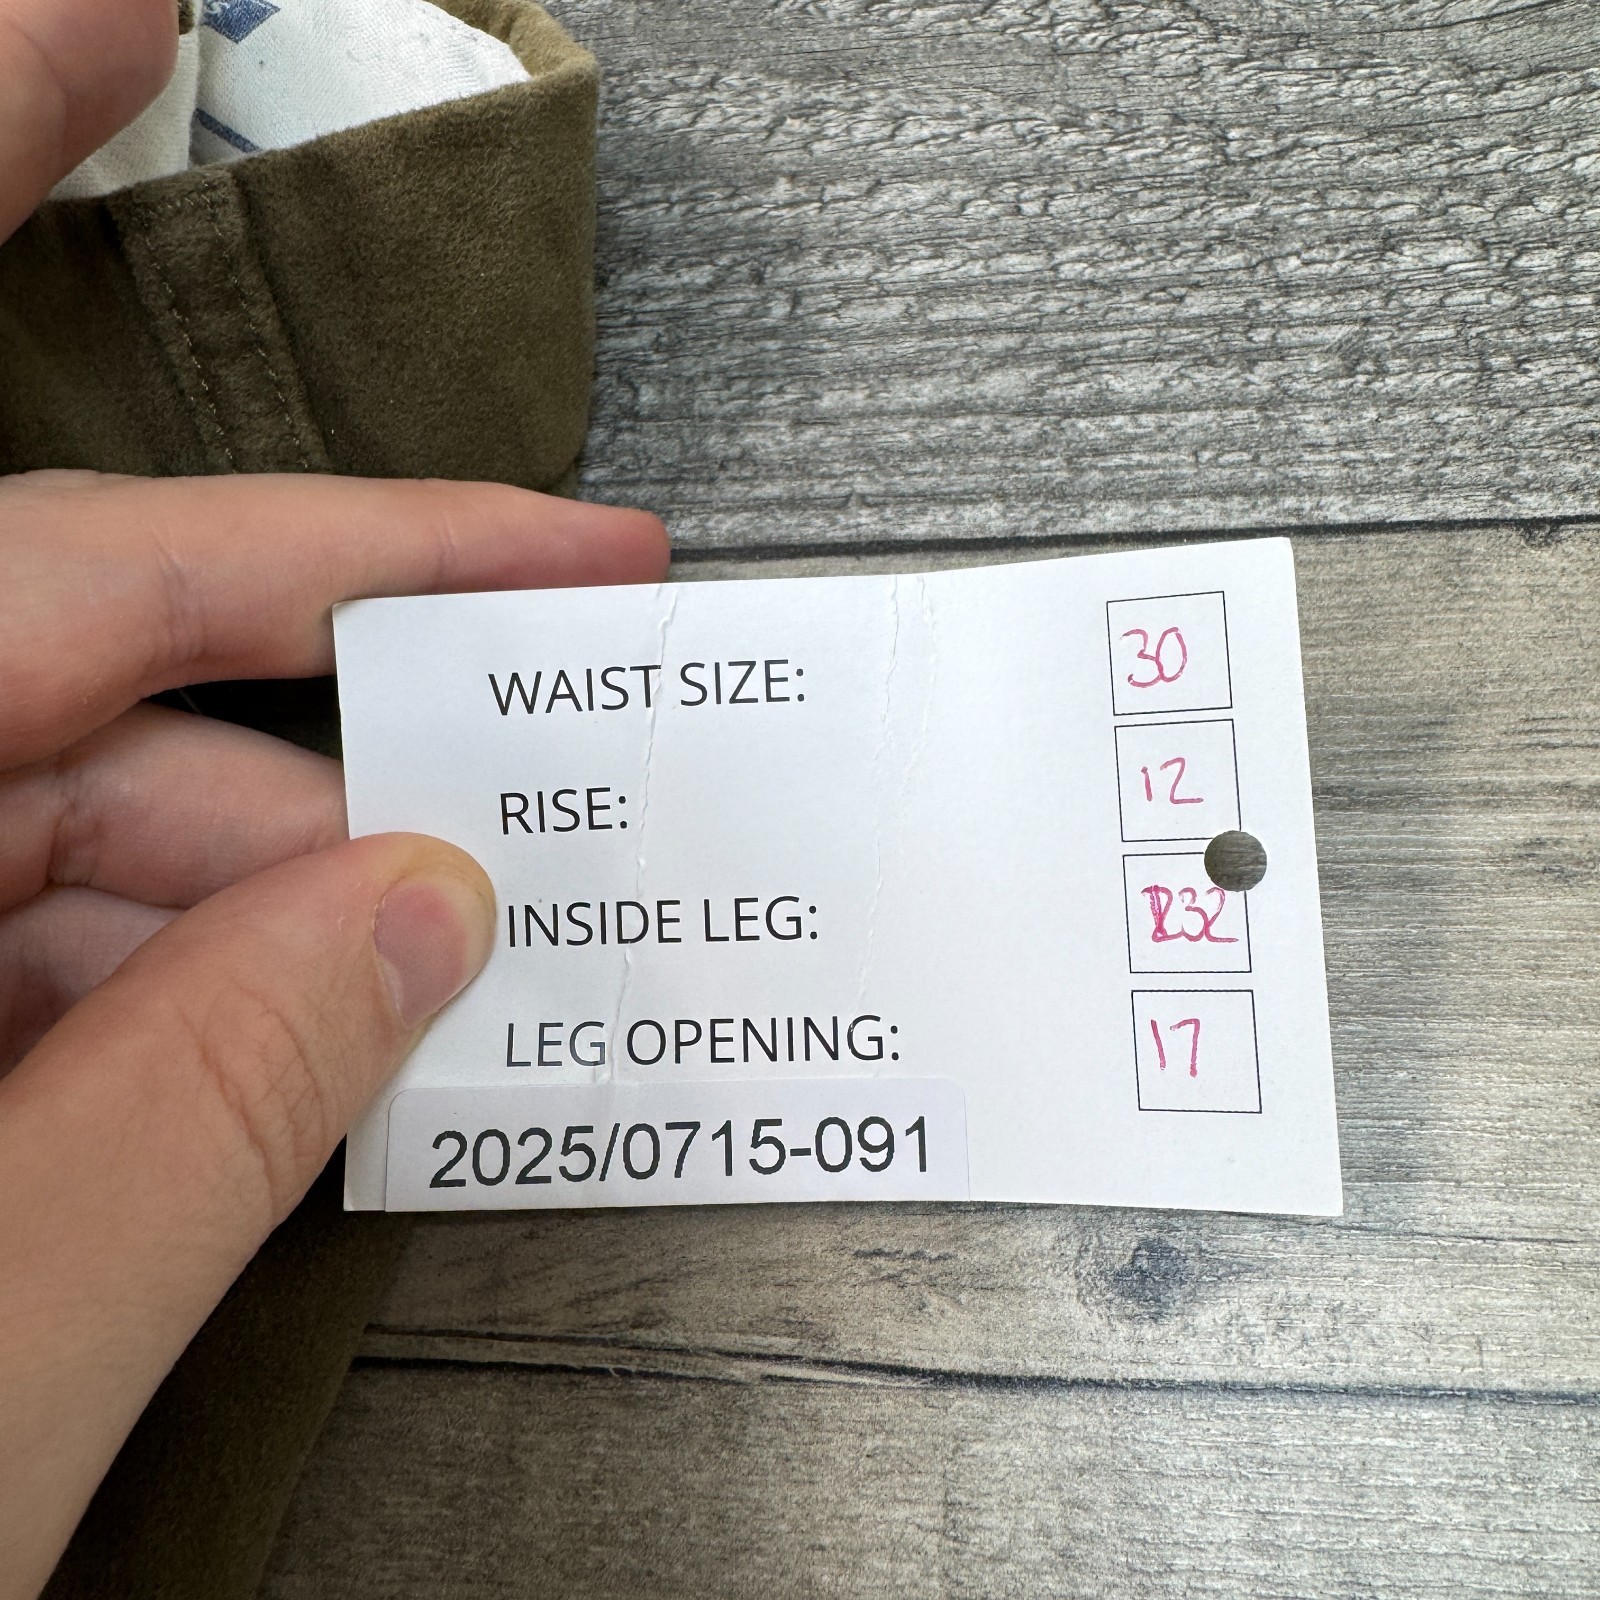 WAIST SIZE: 30
RISE: 12
INSIDE LEG: 32
LEG OPENING: 17
2025/0715-091